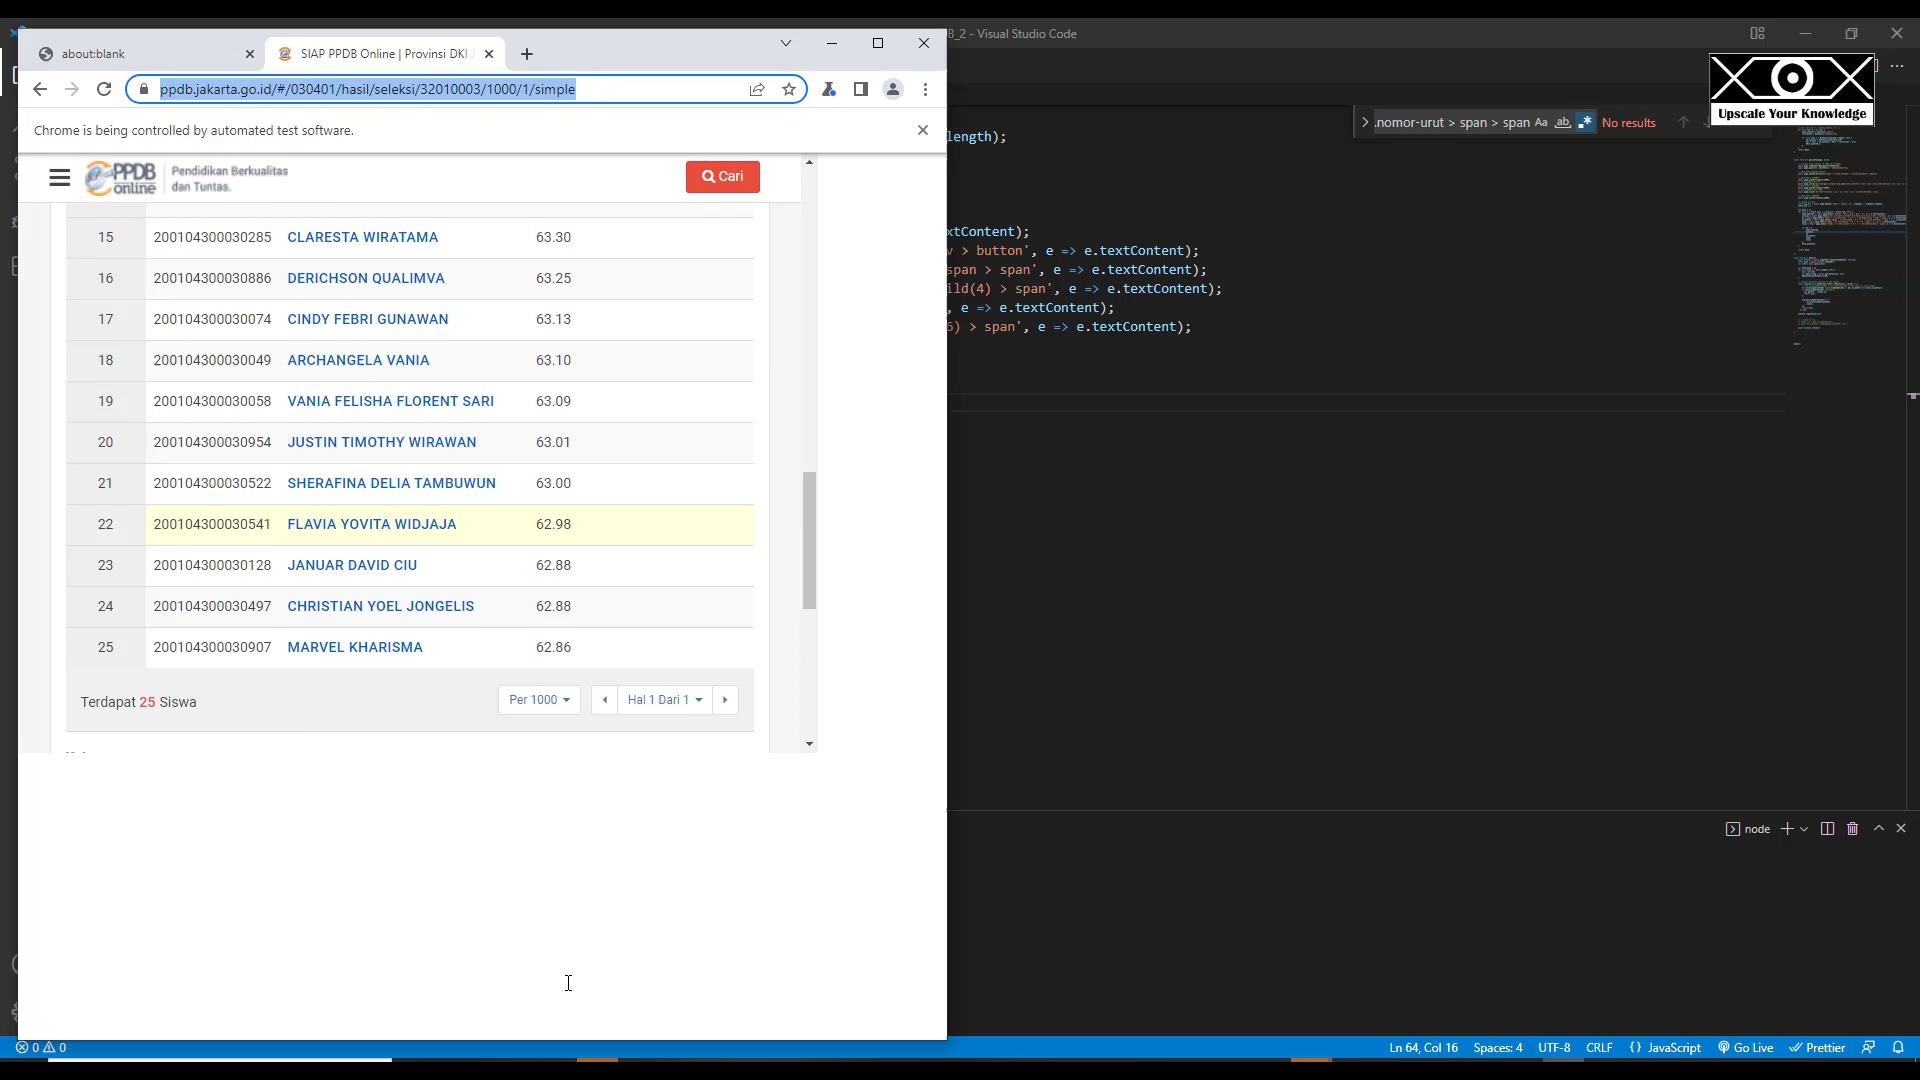 about:blank
SIAP PPDB Online | Provinsi DKI J
B_2 - Visual Studio Code
ppdb.jakarta.go.id/#/030401/hasil/seleksi/32010003/1000/1/simple
Chrome is being controlled by automated test software.
PPDB online
Pendidikan Berkualitas
dan Tuntas.
Cari
15 200104300030285 CLARESTA WIRATAMA 63.30
16 200104300030886 DERICHSON QUALIMVA 63.25
17 200104300030074 CINDY FEBRI GUNAWAN 63.13
18 200104300030049 ARCHANGELA VANIA 63.10
19 200104300030058 VANIA FELISHA FLORENT SARI 63.09
20 200104300030954 JUSTIN TIMOTHY WIRAWAN 63.01
21 200104300030522 SHERAFINA DELIA TAMBUWUN 63.00
22 200104300030541 FLAVIA YOVITA WIDJAJA 62.98
23 200104300030128 JANUAR DAVID CIU 62.88
24 200104300030497 CHRISTIAN YOEL JONGELIS 62.88
25 200104300030907 MARVEL KHARISMA 62.86
Terdapat 25 Siswa
Per 1000
Hal 1 Dari 1
XOX
Upscale Your Knowledge
.nomor-urut > span > span Aa ab .* No results
length);
xtContent);
v > button', e => e.textContent);
span > span', e => e.textContent);
ild(4) > span', e => e.textContent);
, e => e.textContent);
6) > span', e => e.textContent);
node
0 0
Ln 64, Col 16 Spaces: 4 UTF-8 CRLF {} JavaScript Go Live Prettier